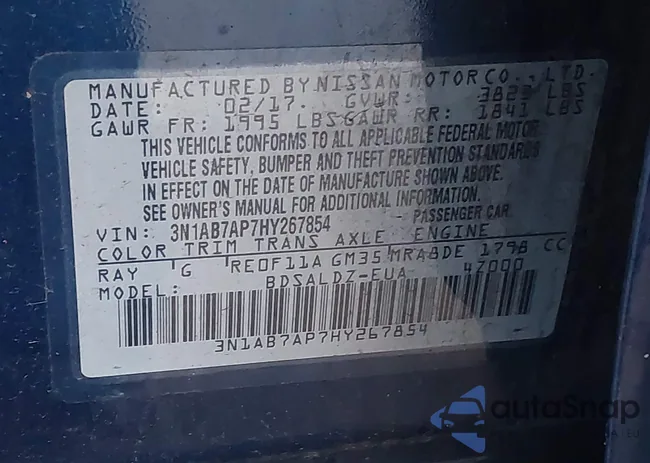 MANUFACTURED BY NISSAN MOTOR CO., LTD.
DATE: 02/17 GVWR: 3829 LBS
GAWR FR: 1995 LBS GAWR RR: 1841 LBS
THIS VEHICLE CONFORMS TO ALL APPLICABLE FEDERAL MOTOR
VEHICLE SAFETY, BUMPER AND THEFT PREVENTION STANDARDS
IN EFFECT ON THE DATE OF MANUFACTURE SHOWN ABOVE.
SEE OWNER'S MANUAL FOR ADDITIONAL INFORMATION.
VIN: 3N1AB7AP7HY267854 - PASSENGER CAR.
COLOR TRIM TRANS AXLE ENGINE
RAY G RE0F11A GM35 MRA8DE 1798 CC
MODEL: BDSALDZ-EUA 4Z000
3N1AB7AP7HY267854
autoSnap